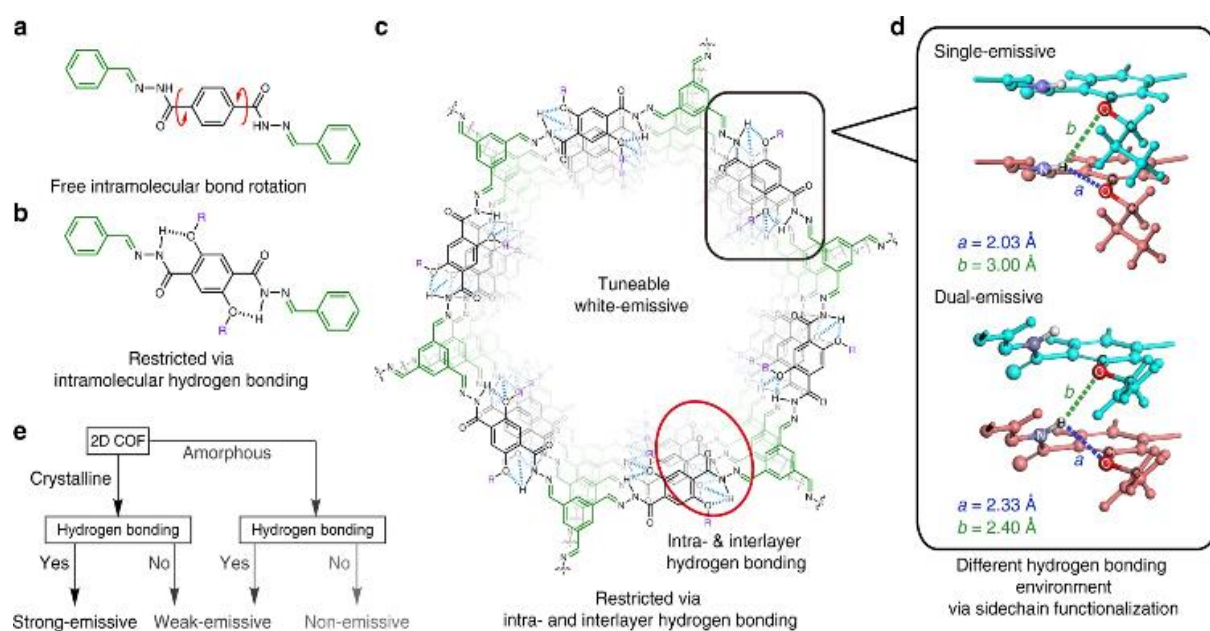 a
N
NH
O
O
HN
N
Free intramolecular bond rotation
b
R
H
O
N
N
O
O
N
N
O
H
R
Restricted via
intramolecular hydrogen bonding
c
Tuneable
white-emissive
Intra- & interlayer
hydrogen bonding
Restricted via
intra- and interlayer hydrogen bonding
d
Single-emissive
O
b
N
H
O
a
a = 2.03 Å
b = 3.00 Å
Dual-emissive
O
b
N
H
O
a
a = 2.33 Å
b = 2.40 Å
Different hydrogen bonding
environment
via sidechain functionalization
e
2D COF
Amorphous
Crystalline
Hydrogen bonding Hydrogen bonding
Yes No Yes No
Strong-emissive Weak-emissive Non-emissive